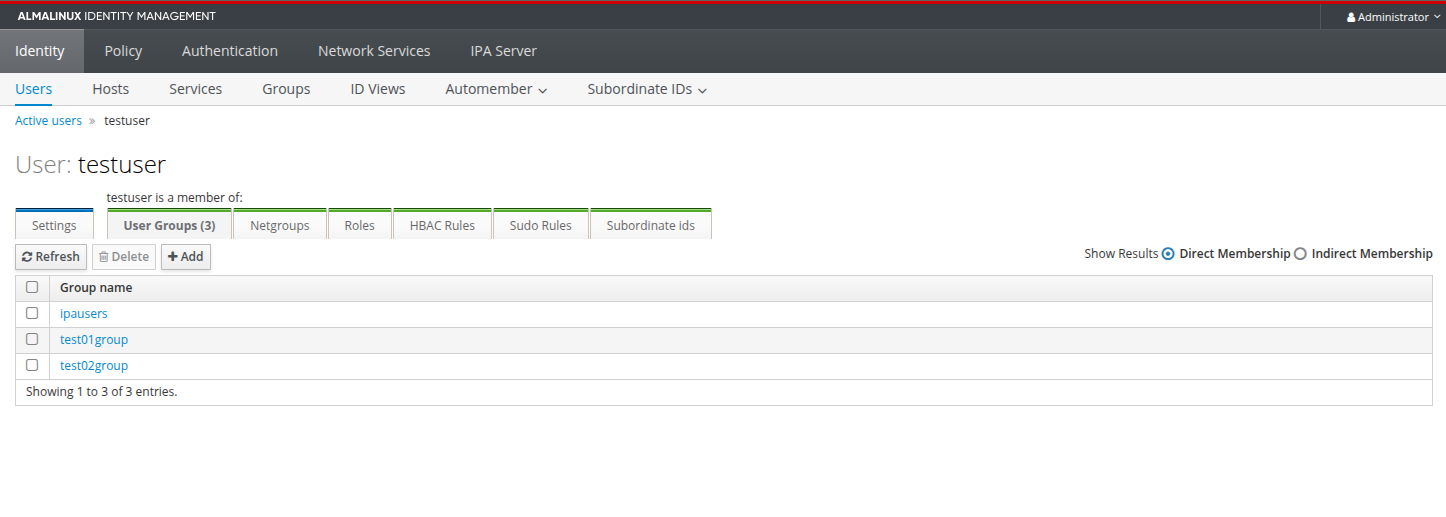 ALMALINUX IDENTITY MANAGEMENT
Administrator
Identity Policy Authentication Network Services IPA Server
Users Hosts Services Groups ID Views Automember Subordinate IDs
Active users » testuser
User: testuser
testuser is a member of:
Settings User Groups (3) Netgroups Roles HBAC Rules Sudo Rules Subordinate ids
Refresh Delete Add Show Results Direct Membership Indirect Membership
Group name
ipausers
test01group
test02group
Showing 1 to 3 of 3 entries.